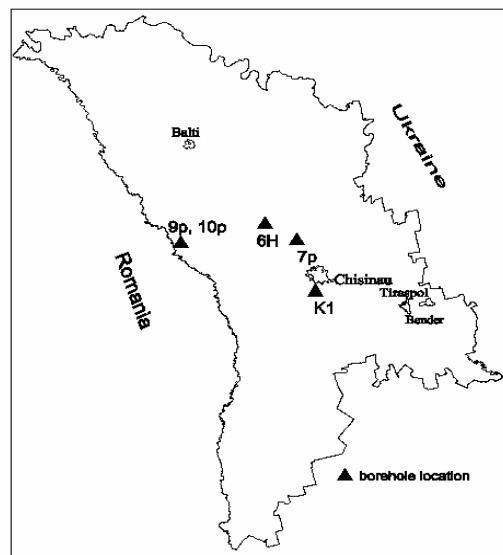 Balti
Ukraine
9p, 10p
6H
7p
Romania
Chisinau
Tiraspol
K1
Bender
borehole location